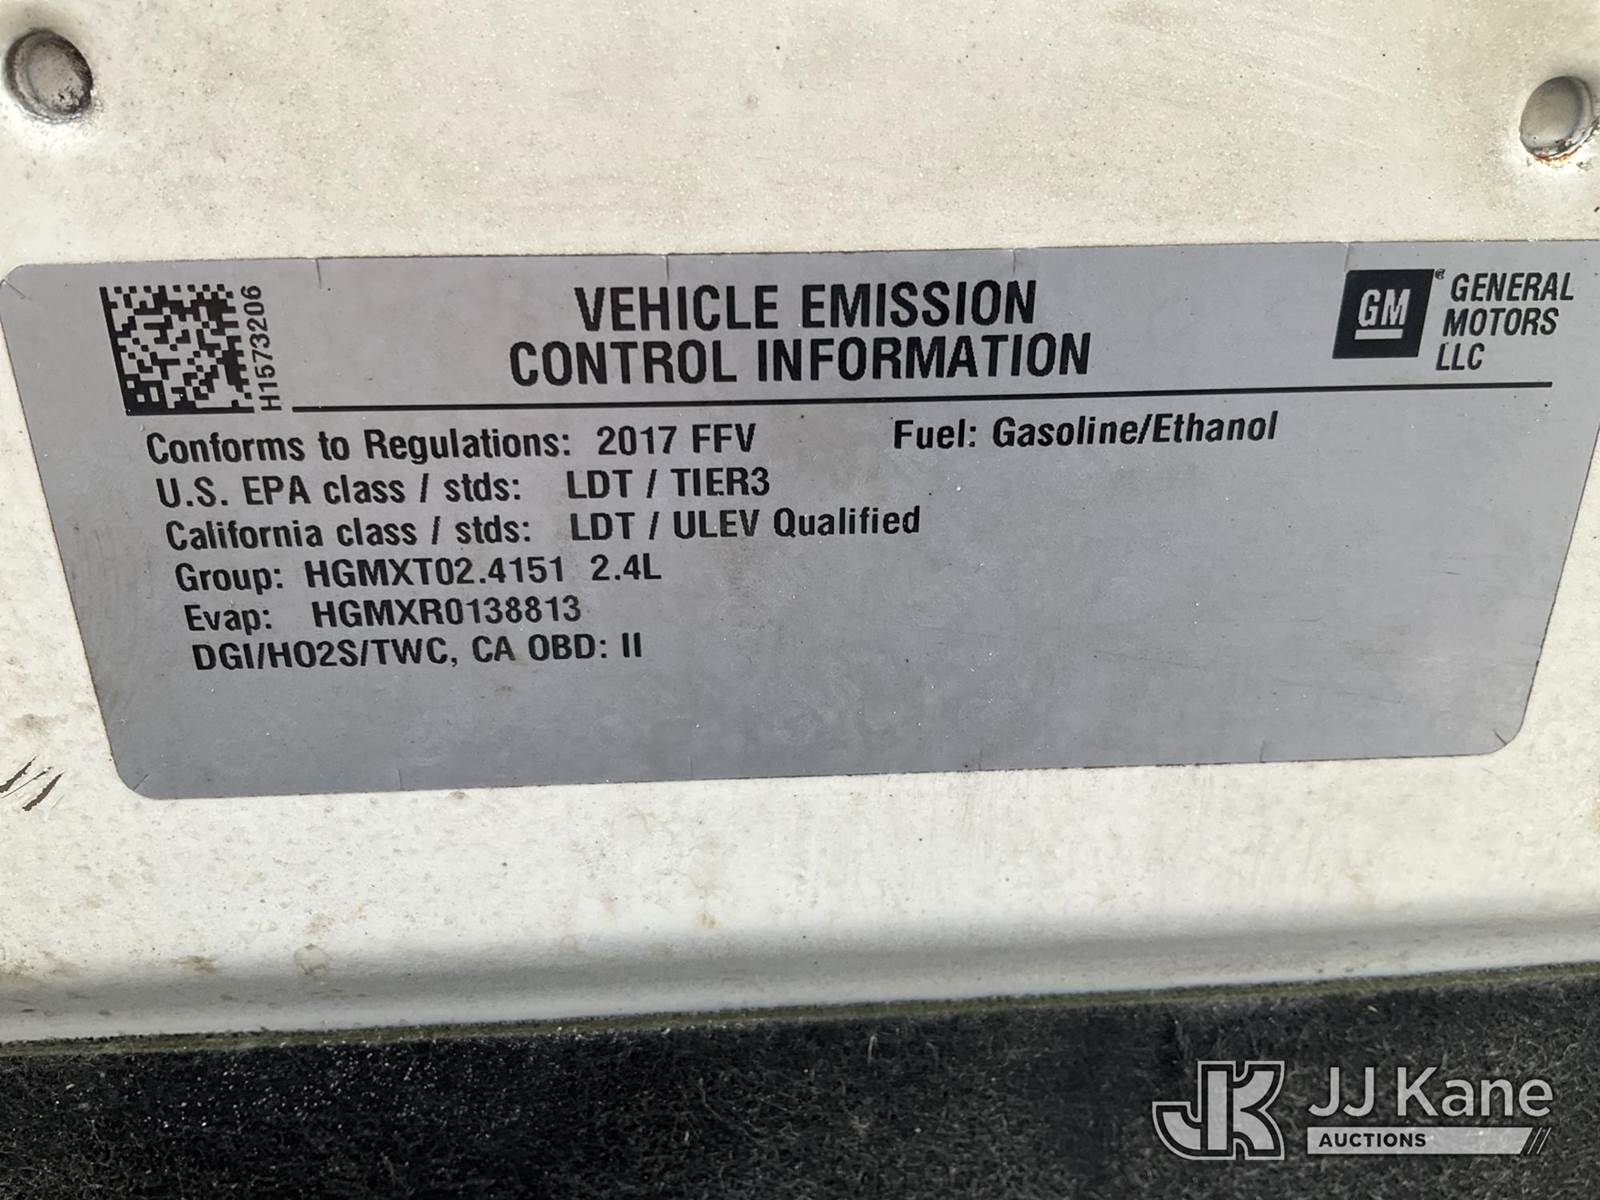 H1573206
VEHICLE EMISSION
CONTROL INFORMATION
GM® GENERAL
MOTORS
LLC
Conforms to Regulations: 2017 FFV Fuel: Gasoline/Ethanol
U.S. EPA class / stds: LDT / TIER3
California class / stds: LDT / ULEV Qualified
Group: HGMXT02.4151 2.4L
Evap: HGMXR0138813
DGI/HO2S/TWC, CA OBD: II
JK JJ Kane
AUCTIONS